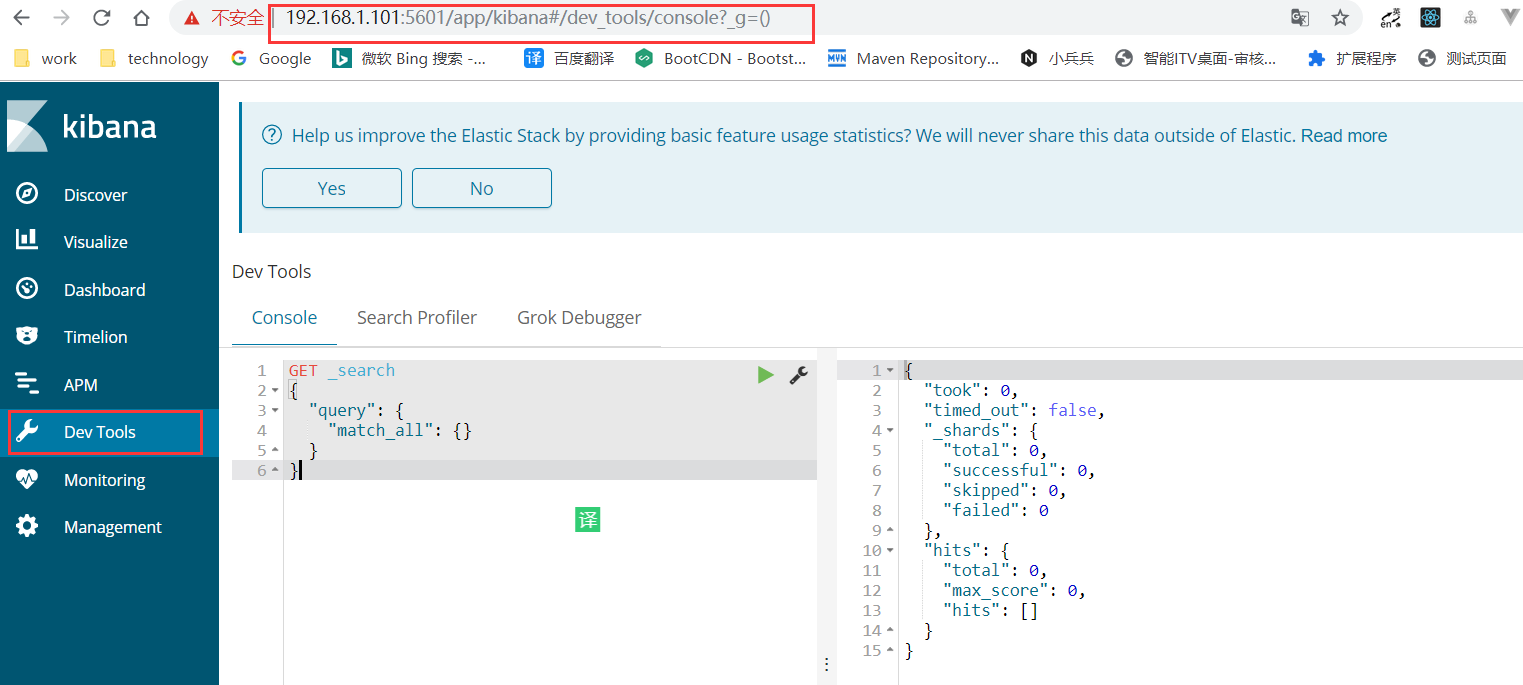 不安全 192.168.1.101:5601/app/kibana#/dev_tools/console?_g=()
work technology Google 微软 Bing 搜索 -... 译 百度翻译 BootCDN - Bootst... MVN Maven Repository... N 小兵兵 智能ITV桌面-审核... 扩展程序 测试页面
kibana
Discover
Visualize
Dashboard
Timelion
APM
Dev Tools
Monitoring
Management
Help us improve the Elastic Stack by providing basic feature usage statistics? We will never share this data outside of Elastic. Read more
Yes No
Dev Tools
Console Search Profiler Grok Debugger
1 GET _search
2 {
3 "query": {
4 "match_all": {}
5 }
6 }
译
1 {
2 "took": 0,
3 "timed_out": false,
4 "_shards": {
5 "total": 0,
6 "successful": 0,
7 "skipped": 0,
8 "failed": 0
9 },
10 "hits": {
11 "total": 0,
12 "max_score": 0,
13 "hits": []
14 }
15 }